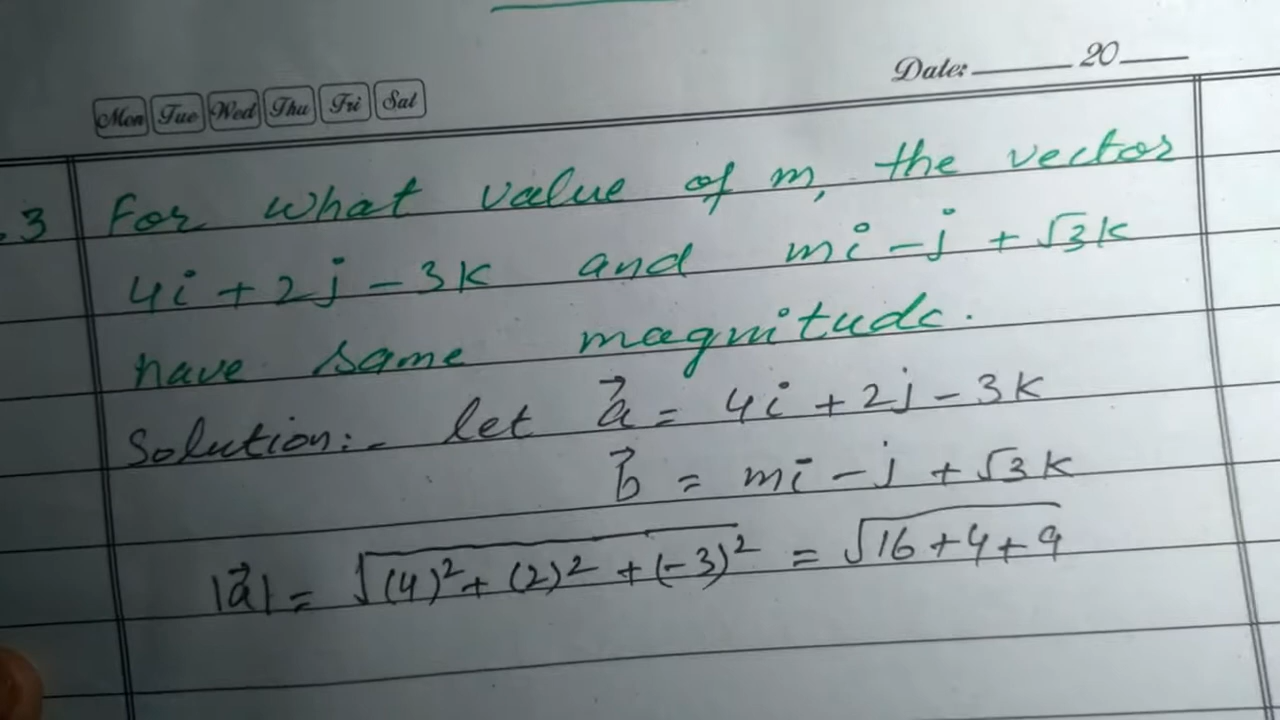 Date: 20
Mon Tue Wed Thu Fri Sat
.3 For what value of m, the vector
4i + 2j - 3k and mi - j + √3k
have same magnitude.
Solution:- let a⃗ = 4i + 2j - 3k
b⃗ = mi - j + √3k
|a⃗| = √(4)² + (2)² + (-3)² = √16 + 4 + 9